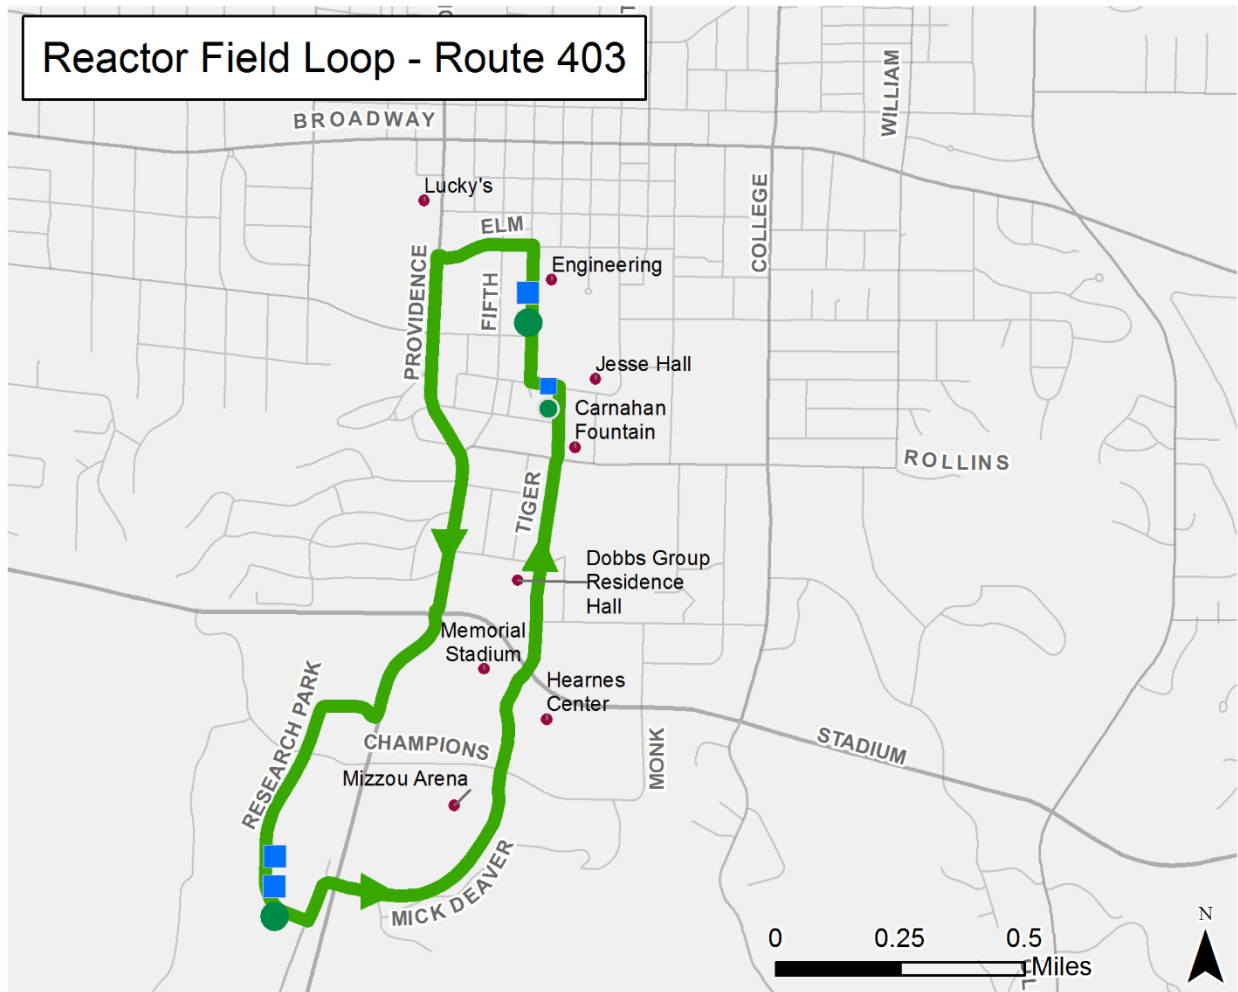 Reactor Field Loop - Route 403
BROADWAY
WILLIAM
Lucky's
COLLEGE
ELM
PROVIDENCE
Engineering
FIFTH
Jesse Hall
Carnahan
Fountain
ROLLINS
TIGER
Dobbs Group
Residence
Hall
Memorial
Stadium
Hearnes
Center
RESEARCH PARK
CHAMPIONS
MONK
STADIUM
Mizzou Arena
MICK DEAVER
N
0 0.25 0.5
Miles